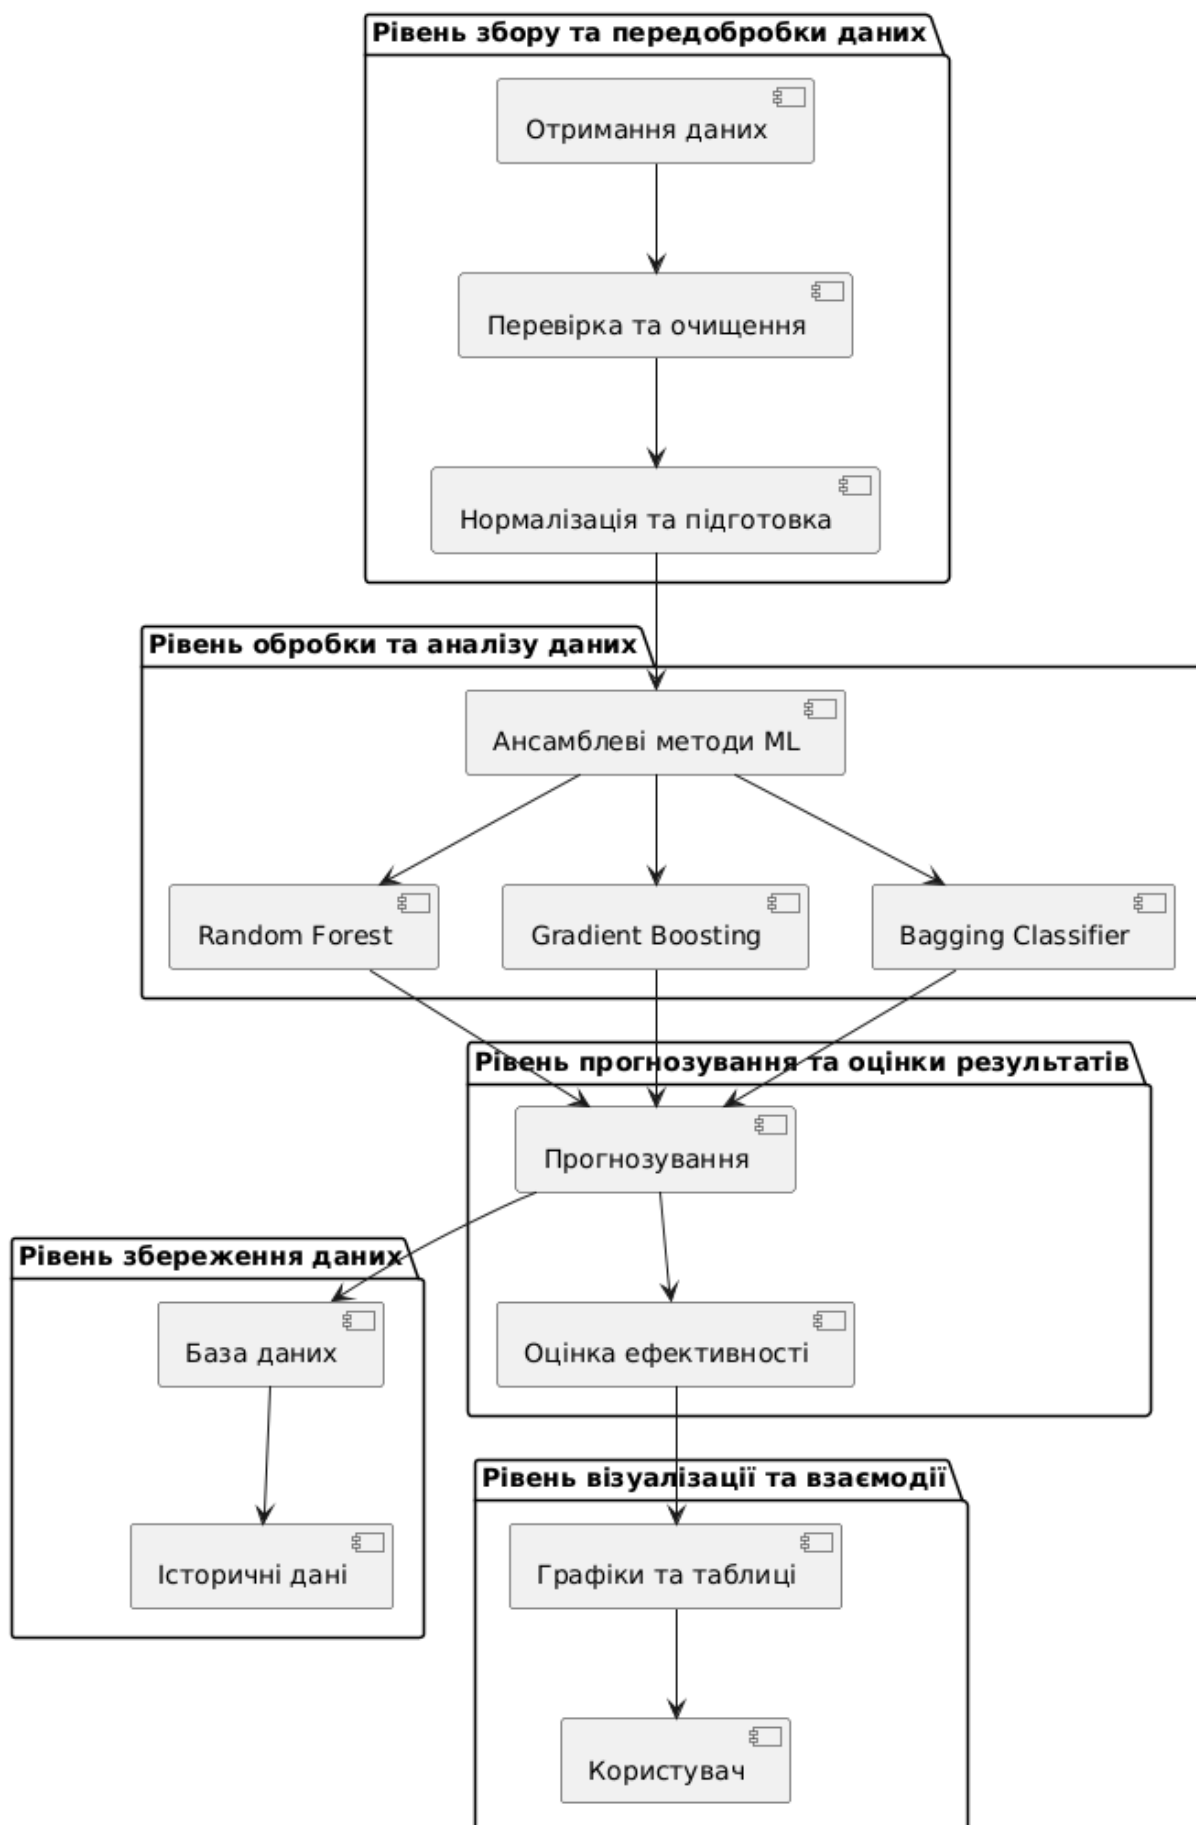 Рівень збору та передобробки даних
Отримання даних
Перевірка та очищення
Нормалізація та підготовка
Рівень обробки та аналізу даних
Ансамблеві методи ML
Random Forest
Gradient Boosting
Bagging Classifier
Рівень прогнозування та оцінки результатів
Прогнозування
Рівень збереження даних
База даних
Оцінка ефективності
Рівень візуалізації та взаємодії
Історичні дані
Графіки та таблиці
Користувач